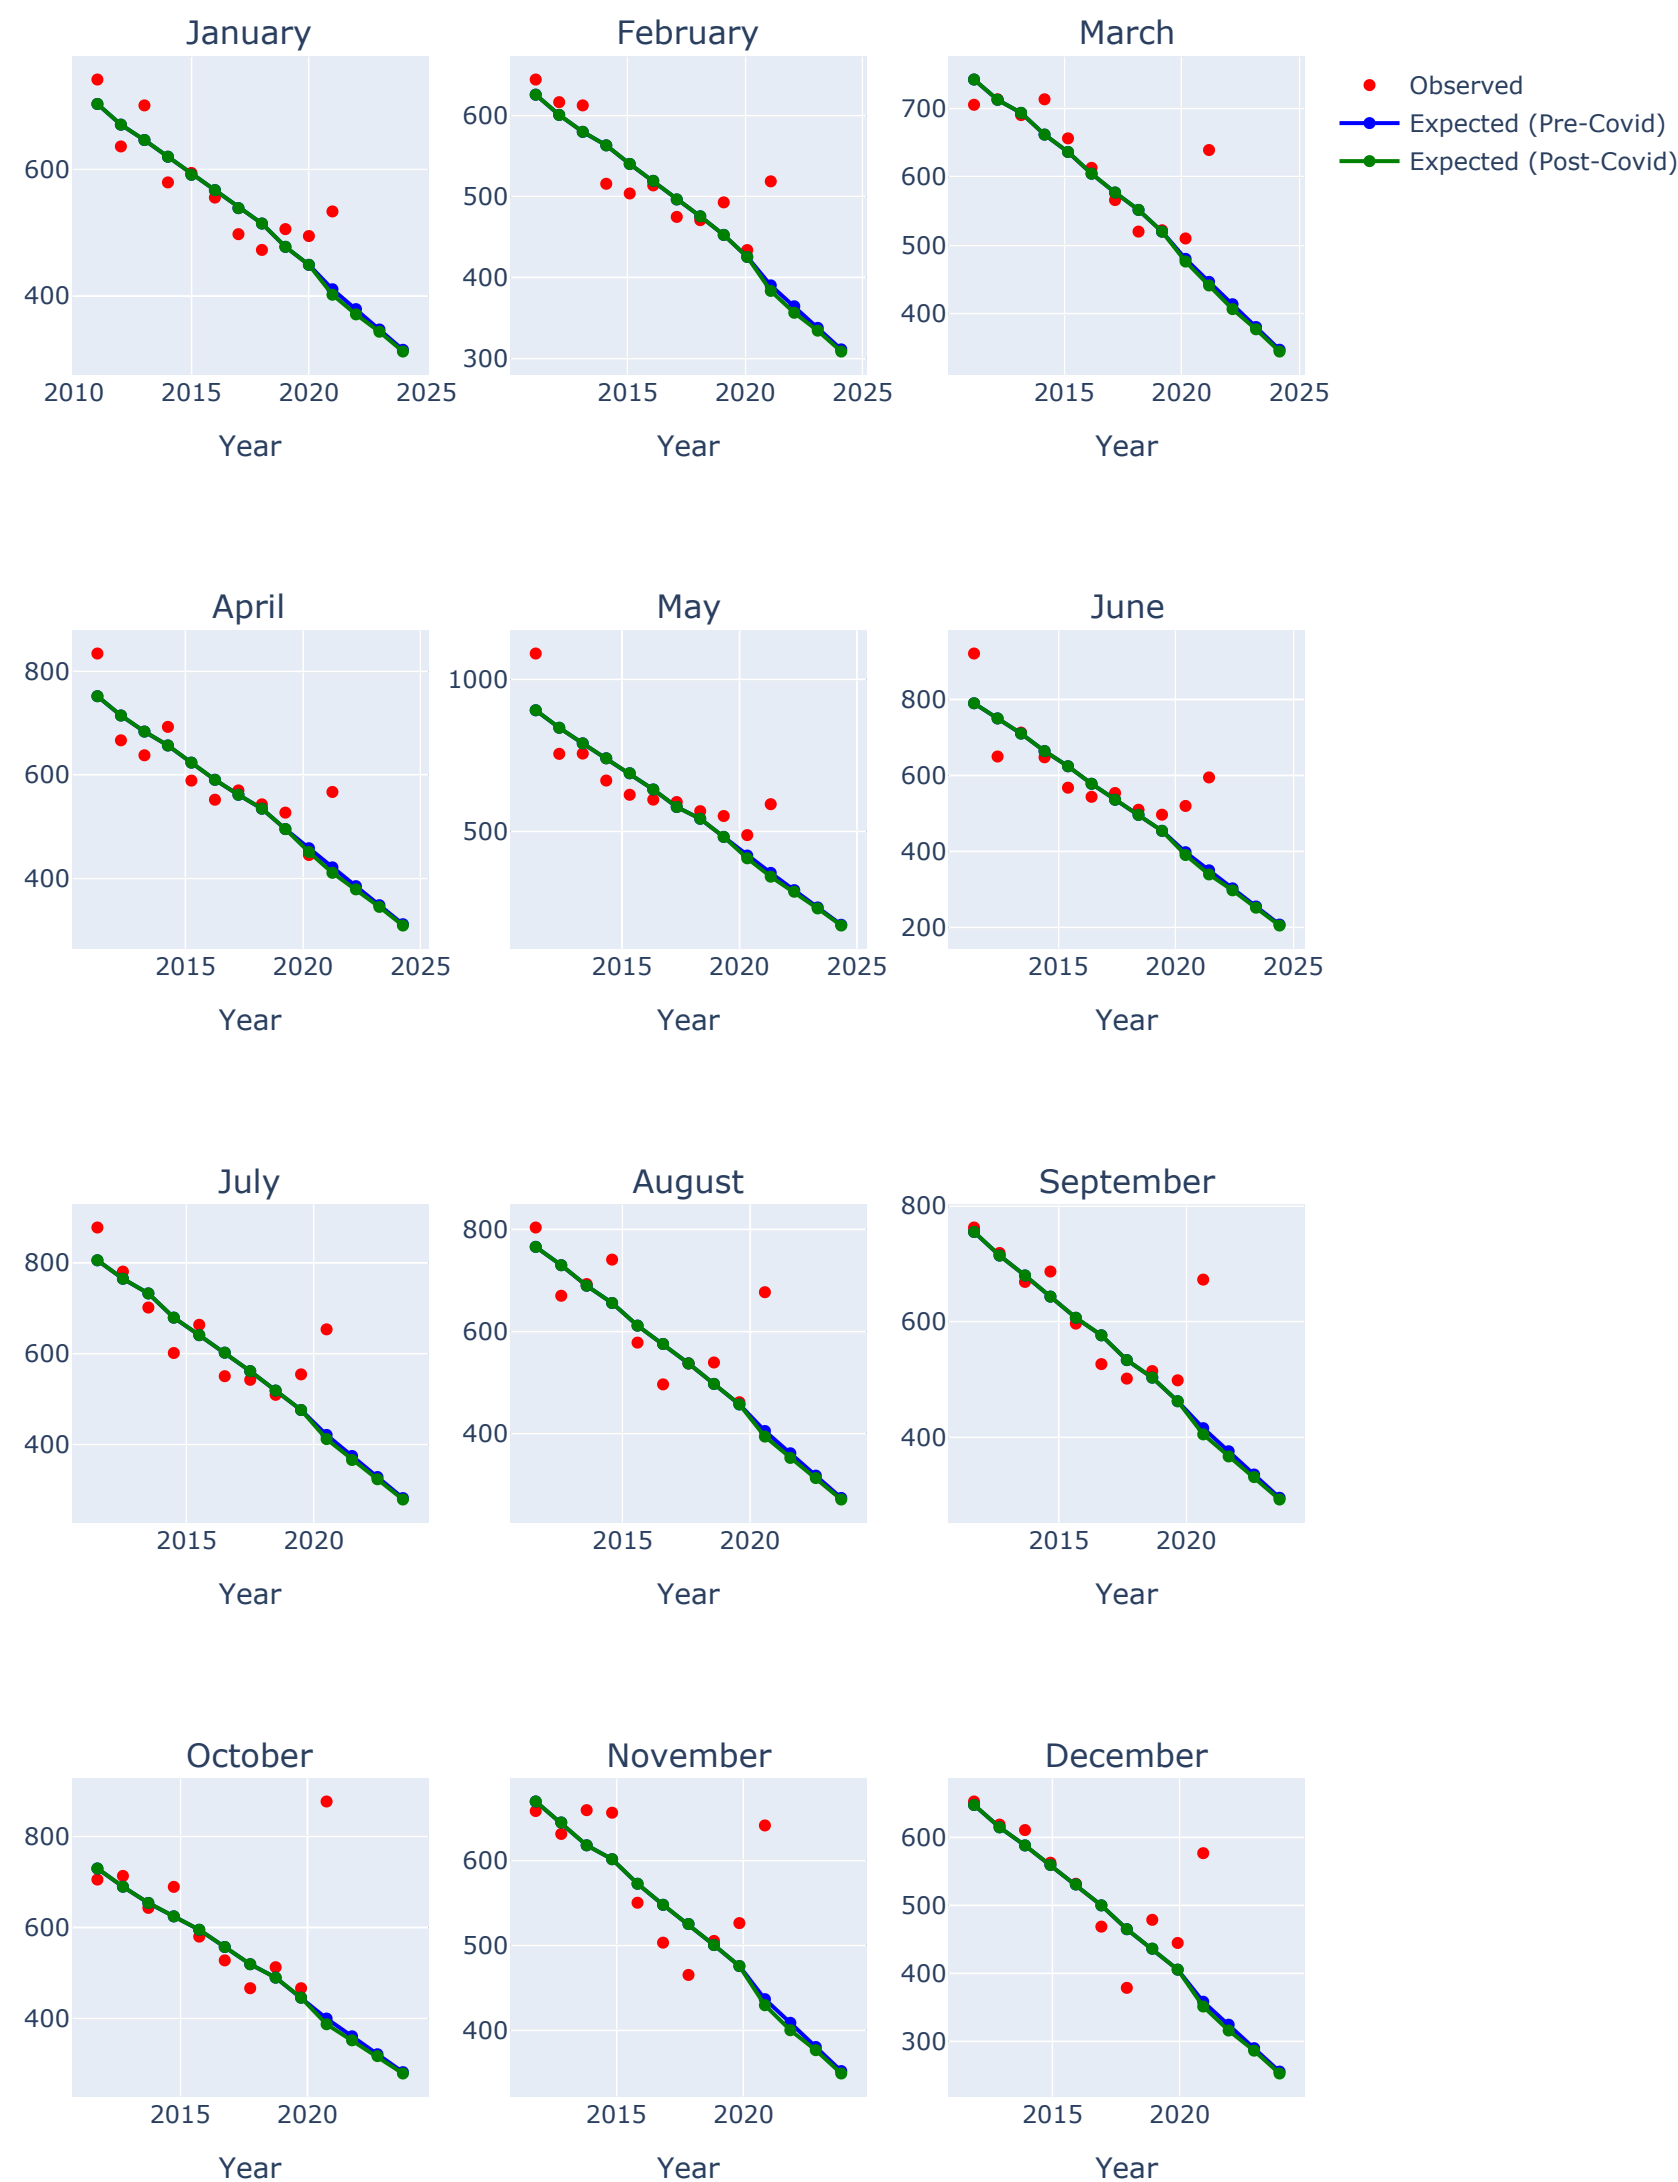 January
February
March
Observed
Expected (Pre-Covid)
Expected (Post-Covid)
600
400
2010
2015
2020
2025
Year
600
500
400
300
2015
2020
2025
Year
700
600
500
400
2015
2020
2025
Year
April
May
June
800
600
400
2015
2020
2025
Year
1000
500
2015
2020
2025
Year
800
600
400
200
2015
2020
2025
Year
July
August
September
800
600
400
2015
2020
Year
800
600
400
2015
2020
Year
800
600
400
2015
2020
Year
October
November
December
800
600
400
2015
2020
Year
600
500
400
2015
2020
Year
600
500
400
300
2015
2020
Year